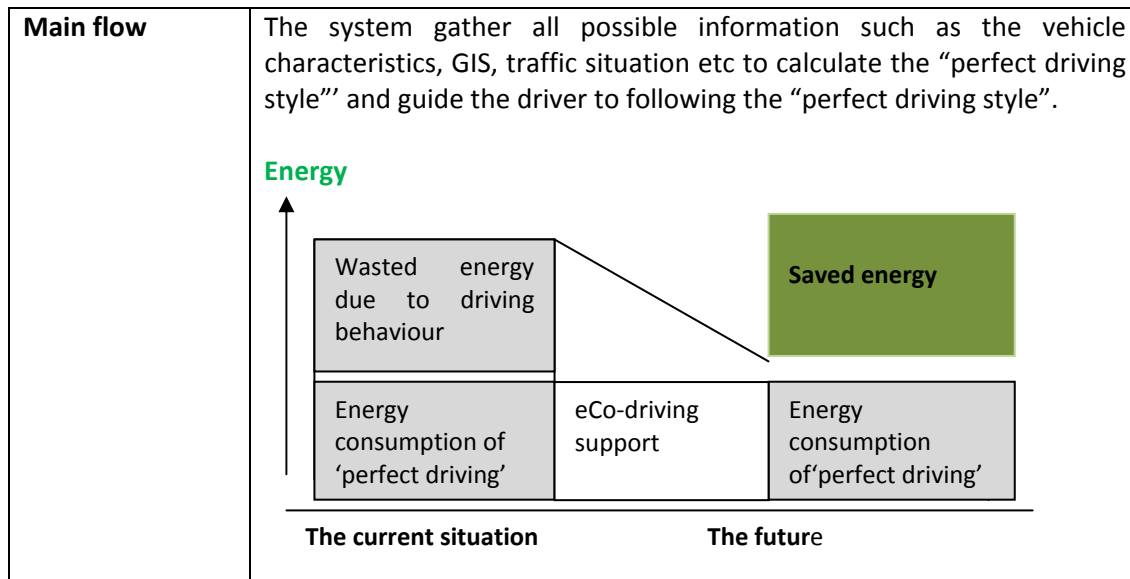 Main flow
The system gather all possible information such as the vehicle
characteristics, GIS, traffic situation etc to calculate the “perfect driving
style”’ and guide the driver to following the “perfect driving style”.
Energy
Wasted energy
due to driving
behaviour
Saved energy
Energy
consumption of
‘perfect driving’
eCo-driving
support
Energy
consumption
of‘perfect driving’
The current situation
The future